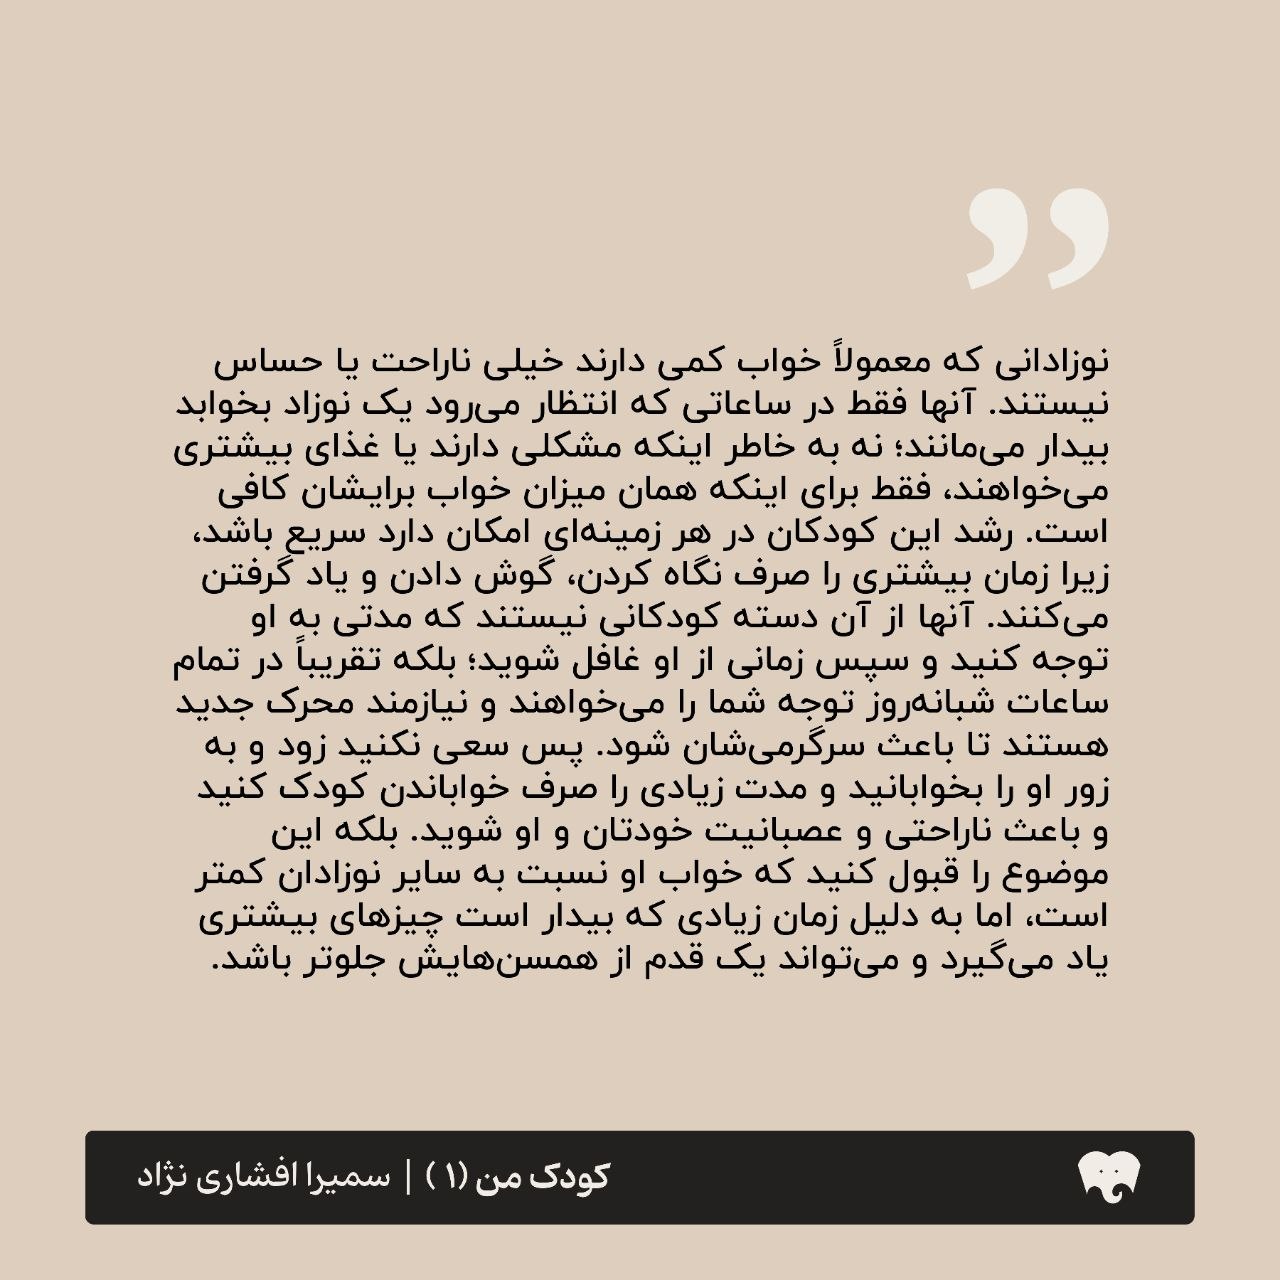 نوزادانی که معمولاً خواب کمی دارند خیلی ناراحت یا حساس
نیستند. آنها فقط در ساعاتی که انتظار می‌رود یک نوزاد بخوابد
بیدار می‌مانند؛ نه به خاطر اینکه مشکلی دارند یا غذای بیشتری
می‌خواهند، فقط برای اینکه همان میزان خواب برایشان کافی
است. رشد این کودکان در هر زمینه‌ای امکان دارد سریع باشد،
زیرا زمان بیشتری را صرف نگاه کردن، گوش دادن و یاد گرفتن
می‌کنند. آنها از آن دسته کودکانی نیستند که مدتی به او
توجه کنید و سپس زمانی از او غافل شوید؛ بلکه تقریباً در تمام
ساعات شبانه‌روز توجه شما را می‌خواهند و نیازمند محرک جدید
هستند تا باعث سرگرمی‌شان شود. پس سعی نکنید زود و به
زور او را بخوابانید و مدت زیادی را صرف خواباندن کودک کنید
و باعث ناراحتی و عصبانیت خودتان و او شوید. بلکه این
موضوع را قبول کنید که خواب او نسبت به سایر نوزادان کمتر
است، اما به دلیل زمان زیادی که بیدار است چیزهای بیشتری
یاد می‌گیرد و می‌تواند یک قدم از همسن‌هایش جلوتر باشد.
کودک من (۱ ) | سمیرا افشاری نژاد